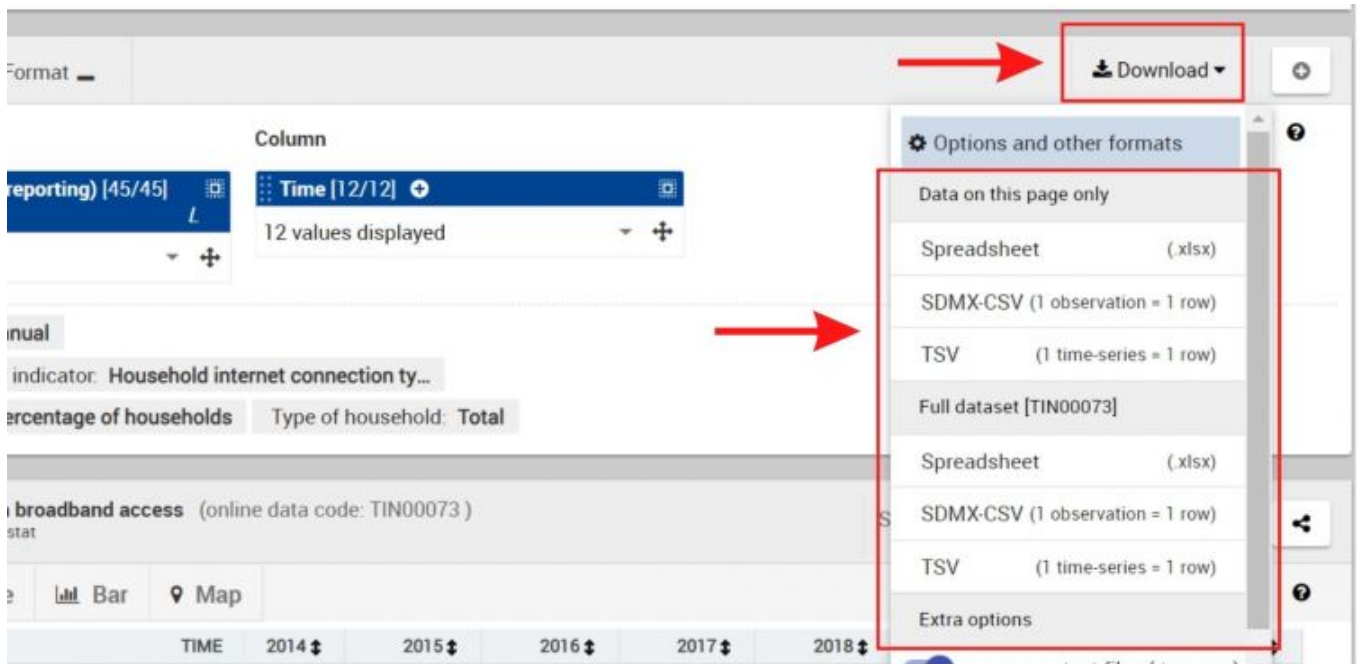 Format
Download
Column
Options and other formats
reporting) [45/45]
Time [12/12]
Data on this page only
L
12 values displayed
Spreadsheet (.xlsx)
SDMX-CSV (1 observation = 1 row)
TSV (1 time-series = 1 row)
indicator: Household internet connection ty...
Full dataset [TIN00073]
ercentage of households Type of household: Total
Spreadsheet (.xlsx)
broadband access (online data code: TIN00073 )
SDMX-CSV (1 observation = 1 row)
stat
TSV (1 time-series = 1 row)
Bar Map
Extra options
TIME 2014 2015 2016 2017 2018